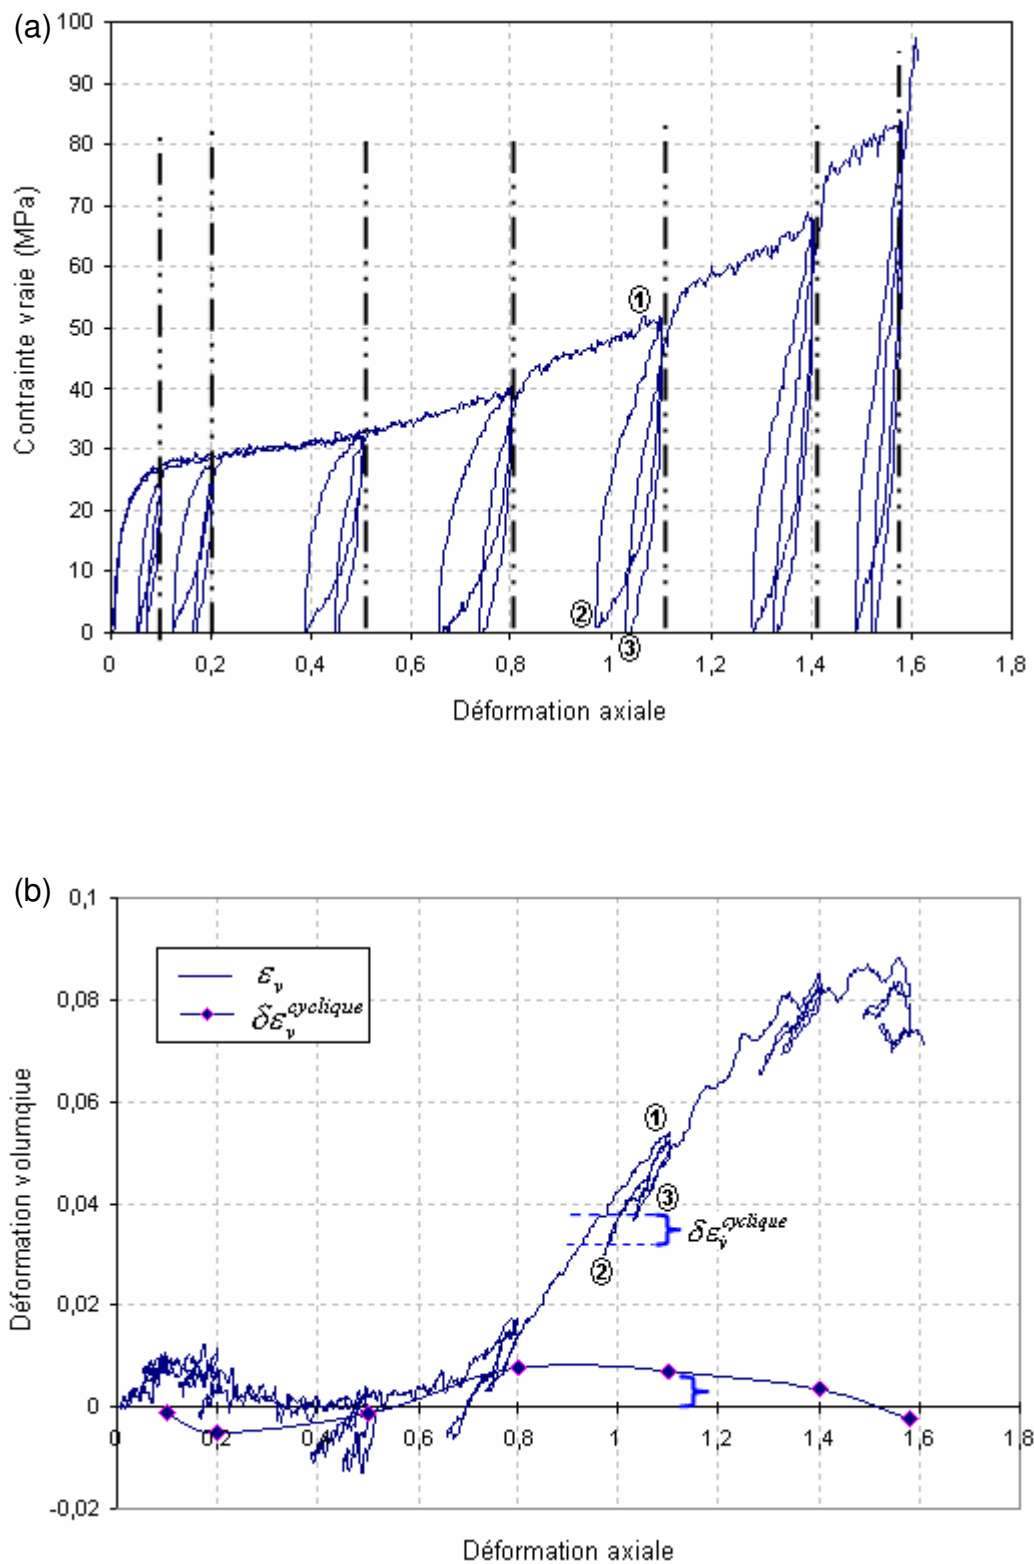 (a)
Contrainte vraie (MPa)
100
90
80
70
60
50
40
30
20
10
0
①
②
③
0 0,2 0,4 0,6 0,8 1 1,2 1,4 1,6 1,8
Déformation axiale
(b)
Déformation volumqiue
0,1
0,08
0,06
0,04
0,02
0
-0,02
ε_v
δε_v^cyclique
①
③
δε_v^cyclique
②
0 0,2 0,4 0,6 0,8 1 1,2 1,4 1,6 1,8
Déformation axiale